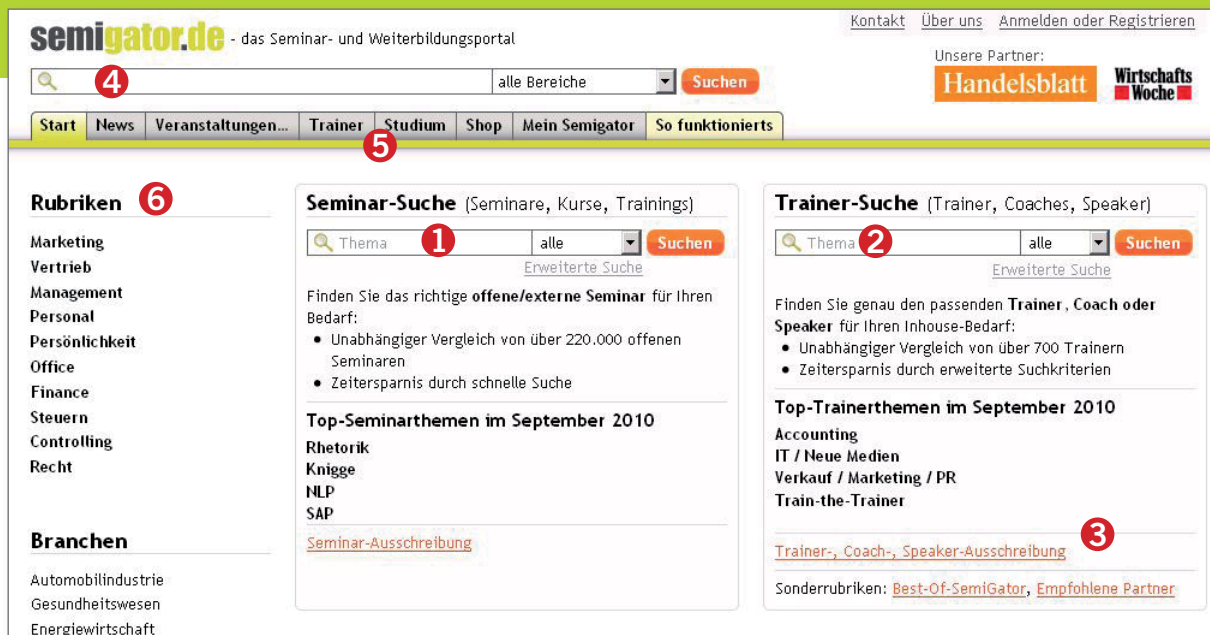 Kontakt Über uns Anmelden oder Registrieren
semigator.de - das Seminar- und Weiterbildungsportal
Unsere Partner:
Handelsblatt
Wirtschafts
Woche
4
alle Bereiche
Suchen
Start News Veranstaltungen... Trainer Studium Shop Mein Semigator So funktionierts
5
Rubriken 6
Marketing
Vertrieb
Management
Personal
Persönlichkeit
Office
Finance
Steuern
Controlling
Recht
Branchen
Automobilindustrie
Gesundheitswesen
Energiewirtschaft
Seminar-Suche (Seminare, Kurse, Trainings)
Thema 1 alle Suchen
Erweiterte Suche
Finden Sie das richtige offene/externe Seminar für Ihren
Bedarf:
• Unabhängiger Vergleich von über 220.000 offenen
Seminaren
• Zeitersparnis durch schnelle Suche
Top-Seminarthemen im September 2010
Rhetorik
Knigge
NLP
SAP
Seminar-Ausschreibung
Trainer-Suche (Trainer, Coaches, Speaker)
Thema 2 alle Suchen
Erweiterte Suche
Finden Sie genau den passenden Trainer, Coach oder
Speaker für Ihren Inhouse-Bedarf:
• Unabhängiger Vergleich von über 700 Trainern
• Zeitersparnis durch erweiterte Suchkriterien
Top-Trainerthemen im September 2010
Accounting
IT / Neue Medien
Verkauf / Marketing / PR
Train-the-Trainer
3
Trainer-, Coach-, Speaker-Ausschreibung
Sonderrubriken: Best-Of-SemiGator, Empfohlene Partner